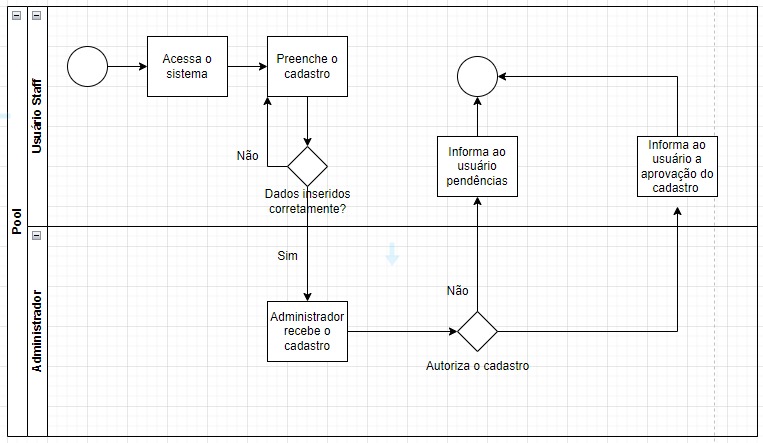 Pool
Usuário Staff
Acessa o
sistema
Preenche o
cadastro
Não
Dados inseridos
corretamente?
Informa ao
usuário
pendências
Informa ao
usuário a
aprovação do
cadastro
Administrador
Sim
Administrador
recebe o
cadastro
Não
Autoriza o cadastro